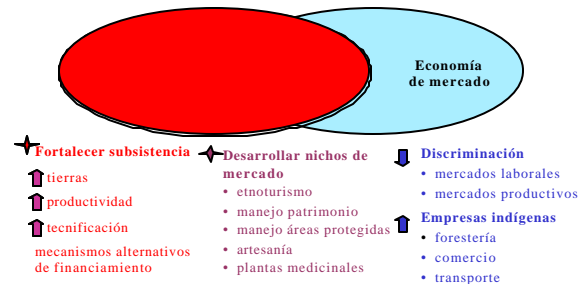 Economía
de mercado
Fortalecer subsistencia
tierras
productividad
tecnificación
mecanismos alternativos
de financiamiento
Desarrollar nichos de
mercado
• etnoturismo
• manejo patrimonio
• manejo áreas protegidas
• artesanía
• plantas medicinales
Discriminación
• mercados laborales
• mercados productivos
Empresas indígenas
• forestería
• comercio
• transporte